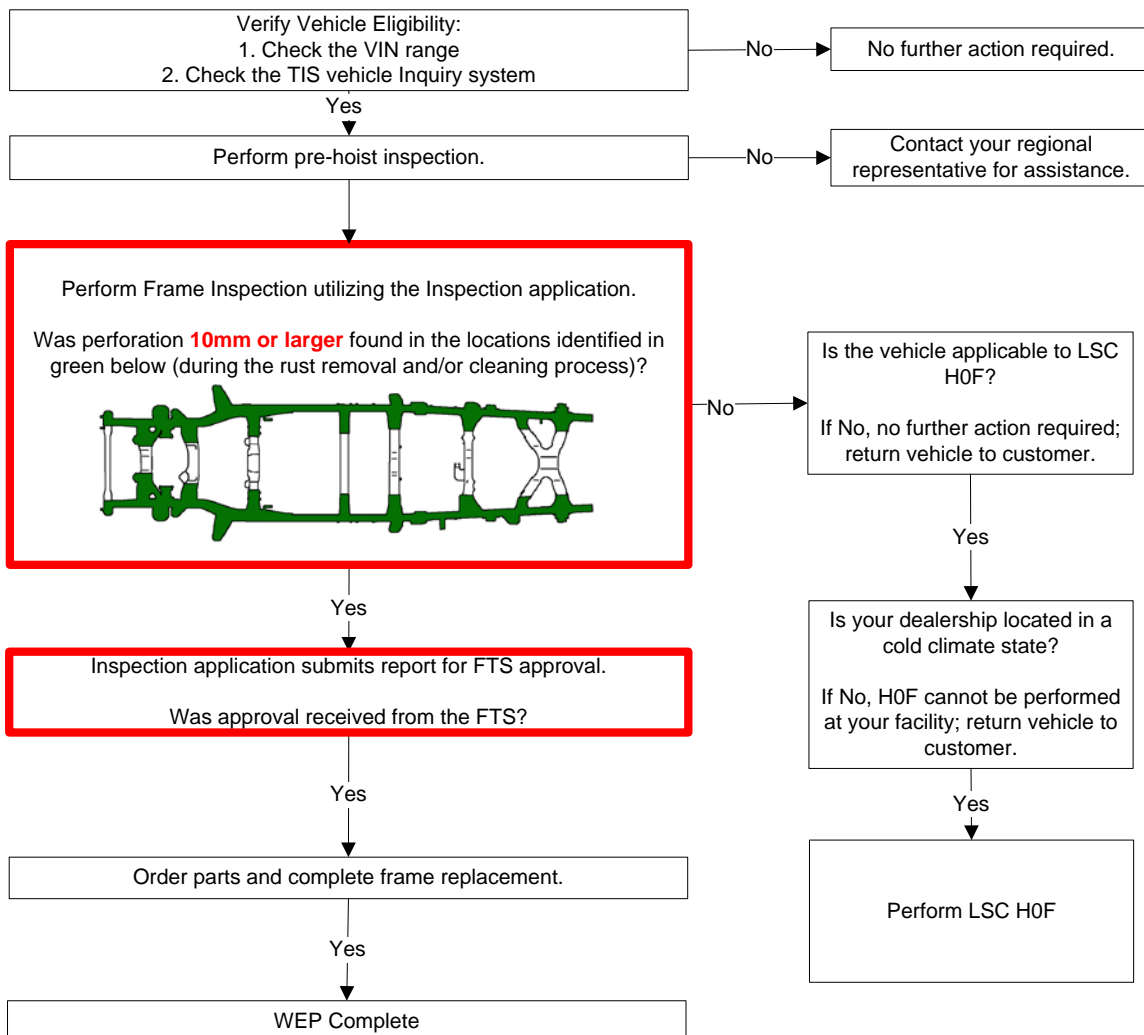 Verify Vehicle Eligibility:
1. Check the VIN range
2. Check the TIS vehicle Inquiry system
No
No further action required.
Yes
Perform pre-hoist inspection.
No
Contact your regional
representative for assistance.
Perform Frame Inspection utilizing the Inspection application.
Was perforation 10mm or larger found in the locations identified in
green below (during the rust removal and/or cleaning process)?
No
Is the vehicle applicable to LSC
H0F?
If No, no further action required;
return vehicle to customer.
Yes
Yes
Inspection application submits report for FTS approval.
Was approval received from the FTS?
Is your dealership located in a
cold climate state?
If No, H0F cannot be performed
at your facility; return vehicle to
customer.
Yes
Yes
Order parts and complete frame replacement.
Perform LSC H0F
Yes
WEP Complete